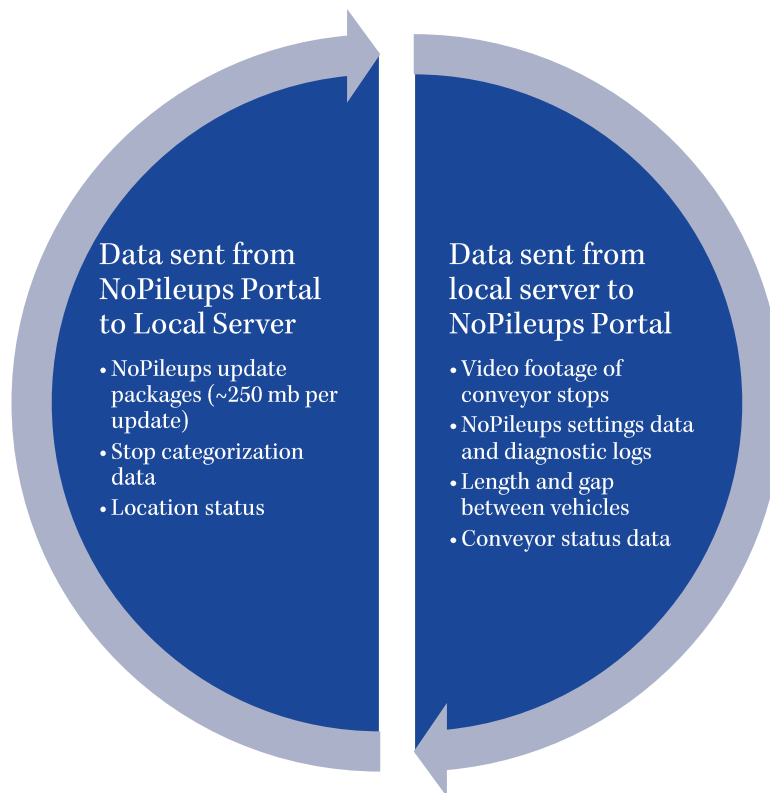 Data sent from
NoPileups Portal
to Local Server
• NoPileups update
packages (~250 mb per
update)
• Stop categorization
data
• Location status
Data sent from
local server to
NoPileups Portal
• Video footage of
conveyor stops
• NoPileups settings data
and diagnostic logs
• Length and gap
between vehicles
• Conveyor status data